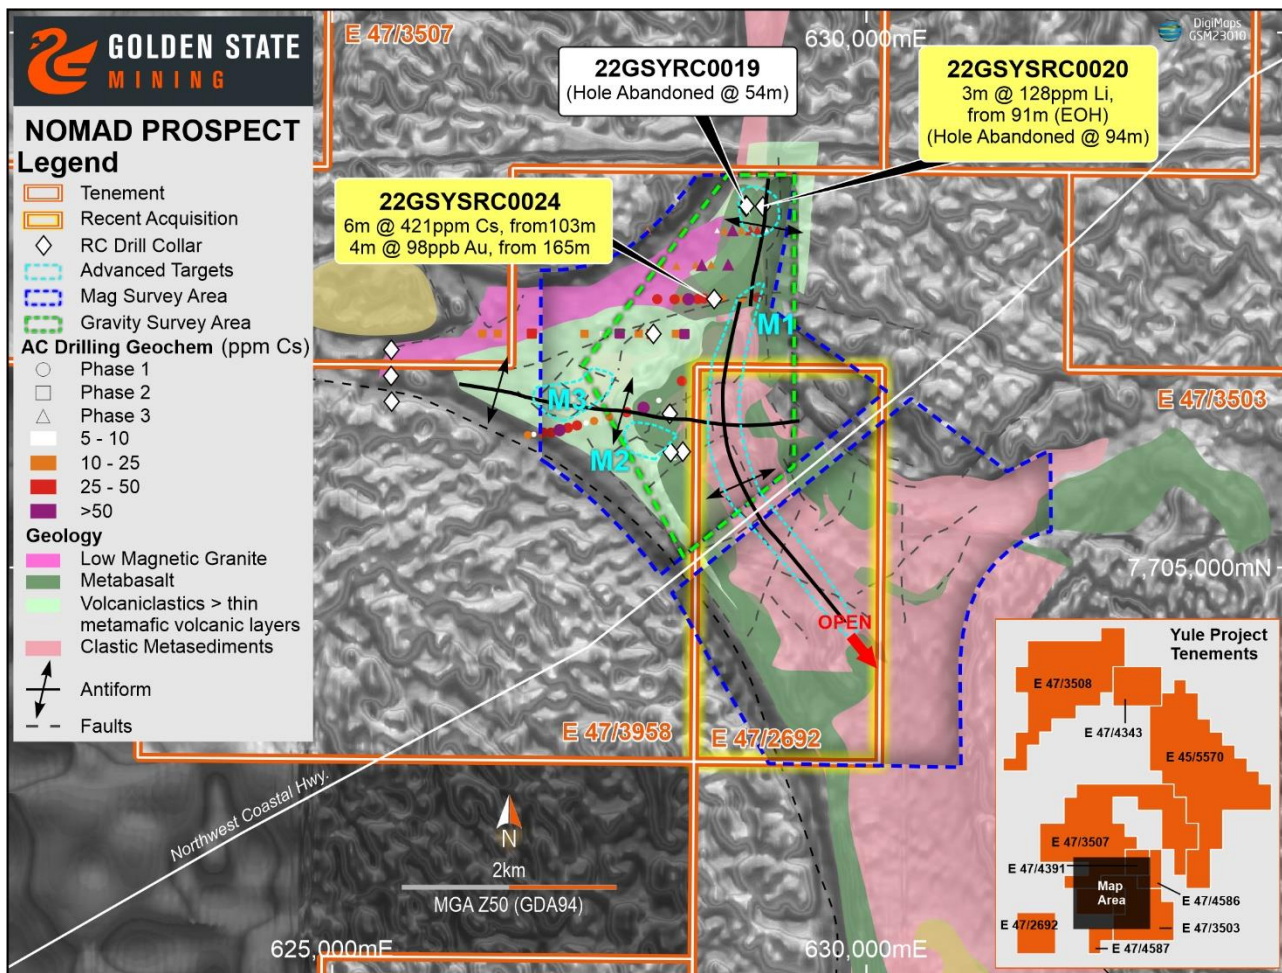 GOLDEN STATE
MINING
NOMAD PROSPECT
Legend
Tenement
Recent Acquisition
RC Drill Collar
Advanced Targets
Mag Survey Area
Gravity Survey Area
AC Drilling Geochem (ppm Cs)
Phase 1
Phase 2
Phase 3
5 - 10
10 - 25
25 - 50
>50
Geology
Low Magnetic Granite
Metabasalt
Volcaniclastics > thin
metamafic volcanic layers
Clastic Metasediments
Antiform
Faults
E 47/3507
630,000mE
DigiMaps
GSM23010
22GSYRC0019
(Hole Abandoned @ 54m)
22GSYSRC0020
3m @ 128ppm Li,
from 91m (EOH)
(Hole Abandoned @ 94m)
22GSYSRC0024
6m @ 421ppm Cs, from103m
4m @ 98ppb Au, from 165m
M1
M3
M2
E 47/3503
7,705,000mN
OPEN
E 47/3958
E 47/2692
Northwest Coastal Hwy.
N
2km
MGA Z50 (GDA94)
625,000mE
630,000mE
Yule Project
Tenements
E 47/3508
E 47/4343
E 45/5570
E 47/3507
E 47/4391
Map
Area
E 47/4586
E 47/2692
E 47/3503
E 47/4587